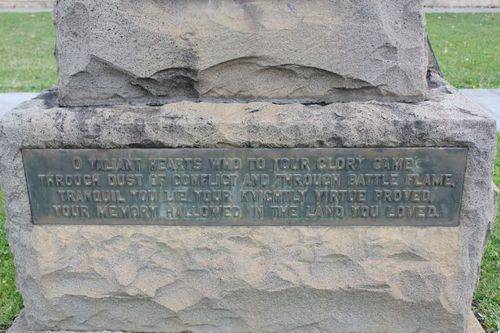 O VALIANT HEARTS WHO TO YOUR GLORY CAME
THROUGH DUST OF CONFLICT AND THROUGH BATTLE FLAME,
TRANQUIL YOU LIE, YOUR KNIGHTLY VIRTUE PROVED,
YOUR MEMORY HALLOWED IN THE LAND YOU LOVED.